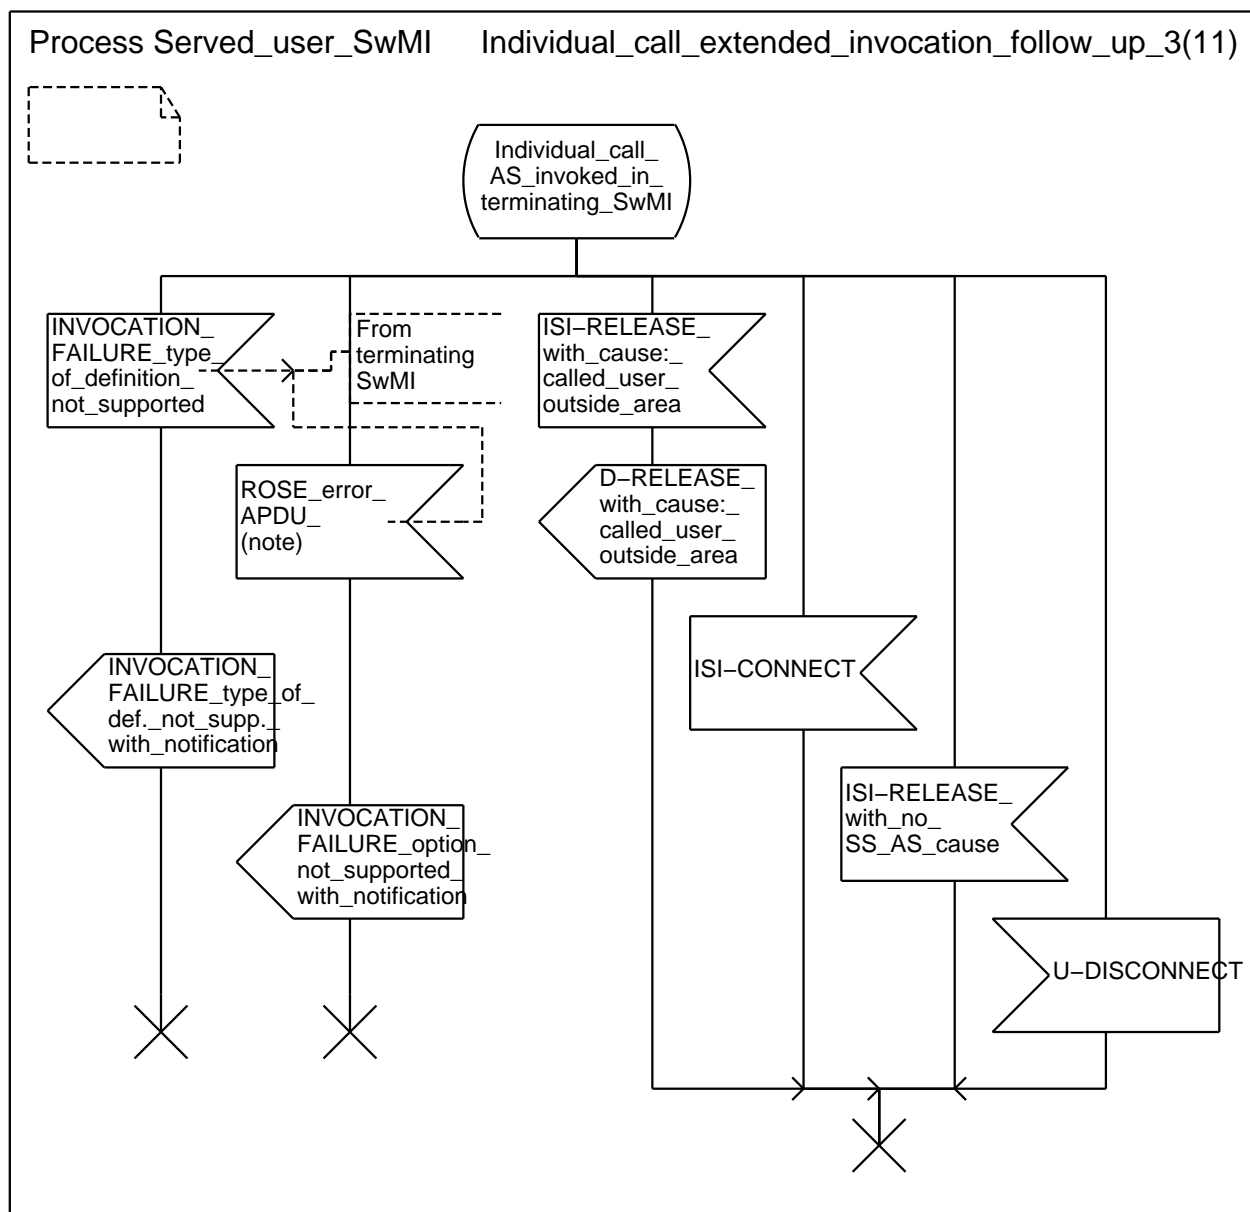 Process Served_user_SwMI Individual_call_extended_invocation_follow_up_3(11)
Individual_call_
AS_invoked_in_
terminating_SwMI
INVOCATION_
FAILURE_type_
of_definition_
not_supported
From
terminating
SwMI
ISI–RELEASE_
with_cause:_
called_user_
outside_area
ROSE_error_
APDU_
(note)
D–RELEASE_
with_cause:_
called_user_
outside_area
INVOCATION_
FAILURE_type_of_
def._not_supp._
with_notification
ISI–CONNECT
INVOCATION_
FAILURE_option_
not_supported_
with_notification
ISI–RELEASE_
with_no_
SS_AS_cause
U–DISCONNECT